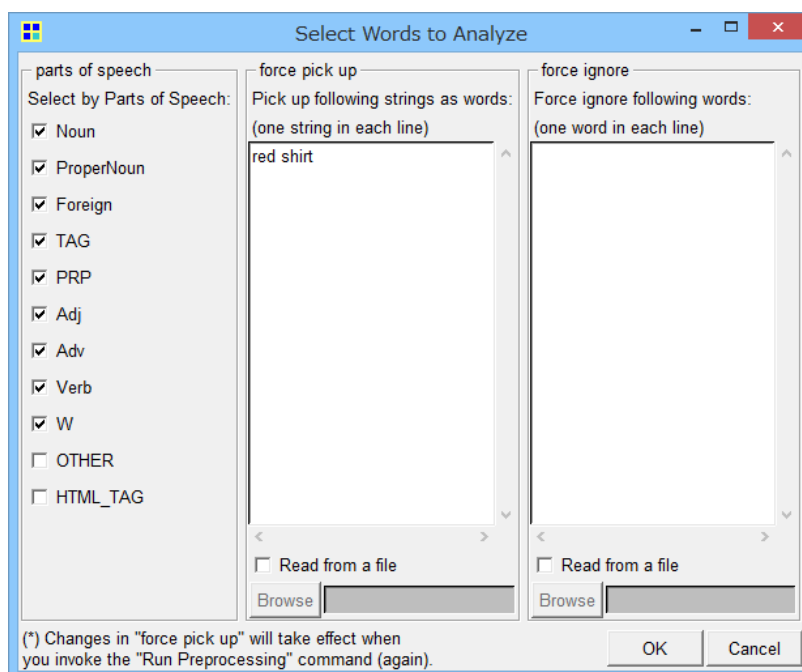 Select Words to Analyze
parts of speech
Select by Parts of Speech:
Noun
ProperNoun
Foreign
TAG
PRP
Adj
Adv
Verb
W
OTHER
HTML_TAG
force pick up
Pick up following strings as words:
(one string in each line)
red shirt
Read from a file
Browse
force ignore
Force ignore following words:
(one word in each line)
Read from a file
Browse
(*) Changes in "force pick up" will take effect when
you invoke the "Run Preprocessing" command (again).
OK
Cancel